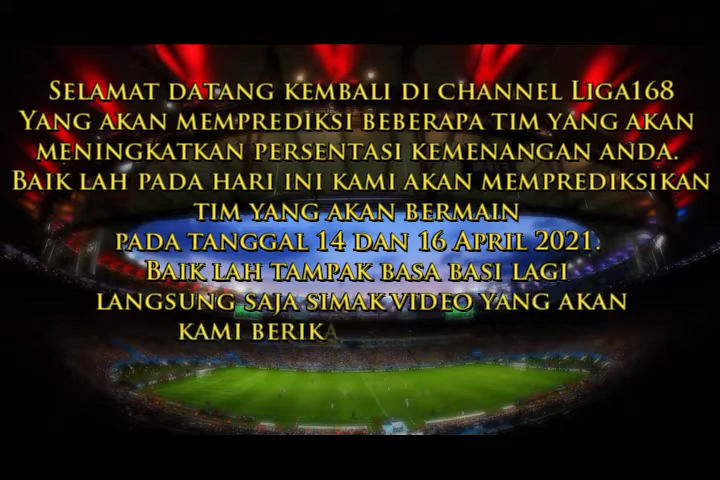 Selamat datang kembali di channel Liga168
Yang akan memprediksi beberapa tim yang akan
meningkatkan persentasi kemenangan anda.
Baik lah pada hari ini kami akan memprediksikan
tim yang akan bermain
pada tanggal 14 dan 16 April 2021.
Baik lah tampak basa basi lagi
langsung saja simak video yang akan
kami berika